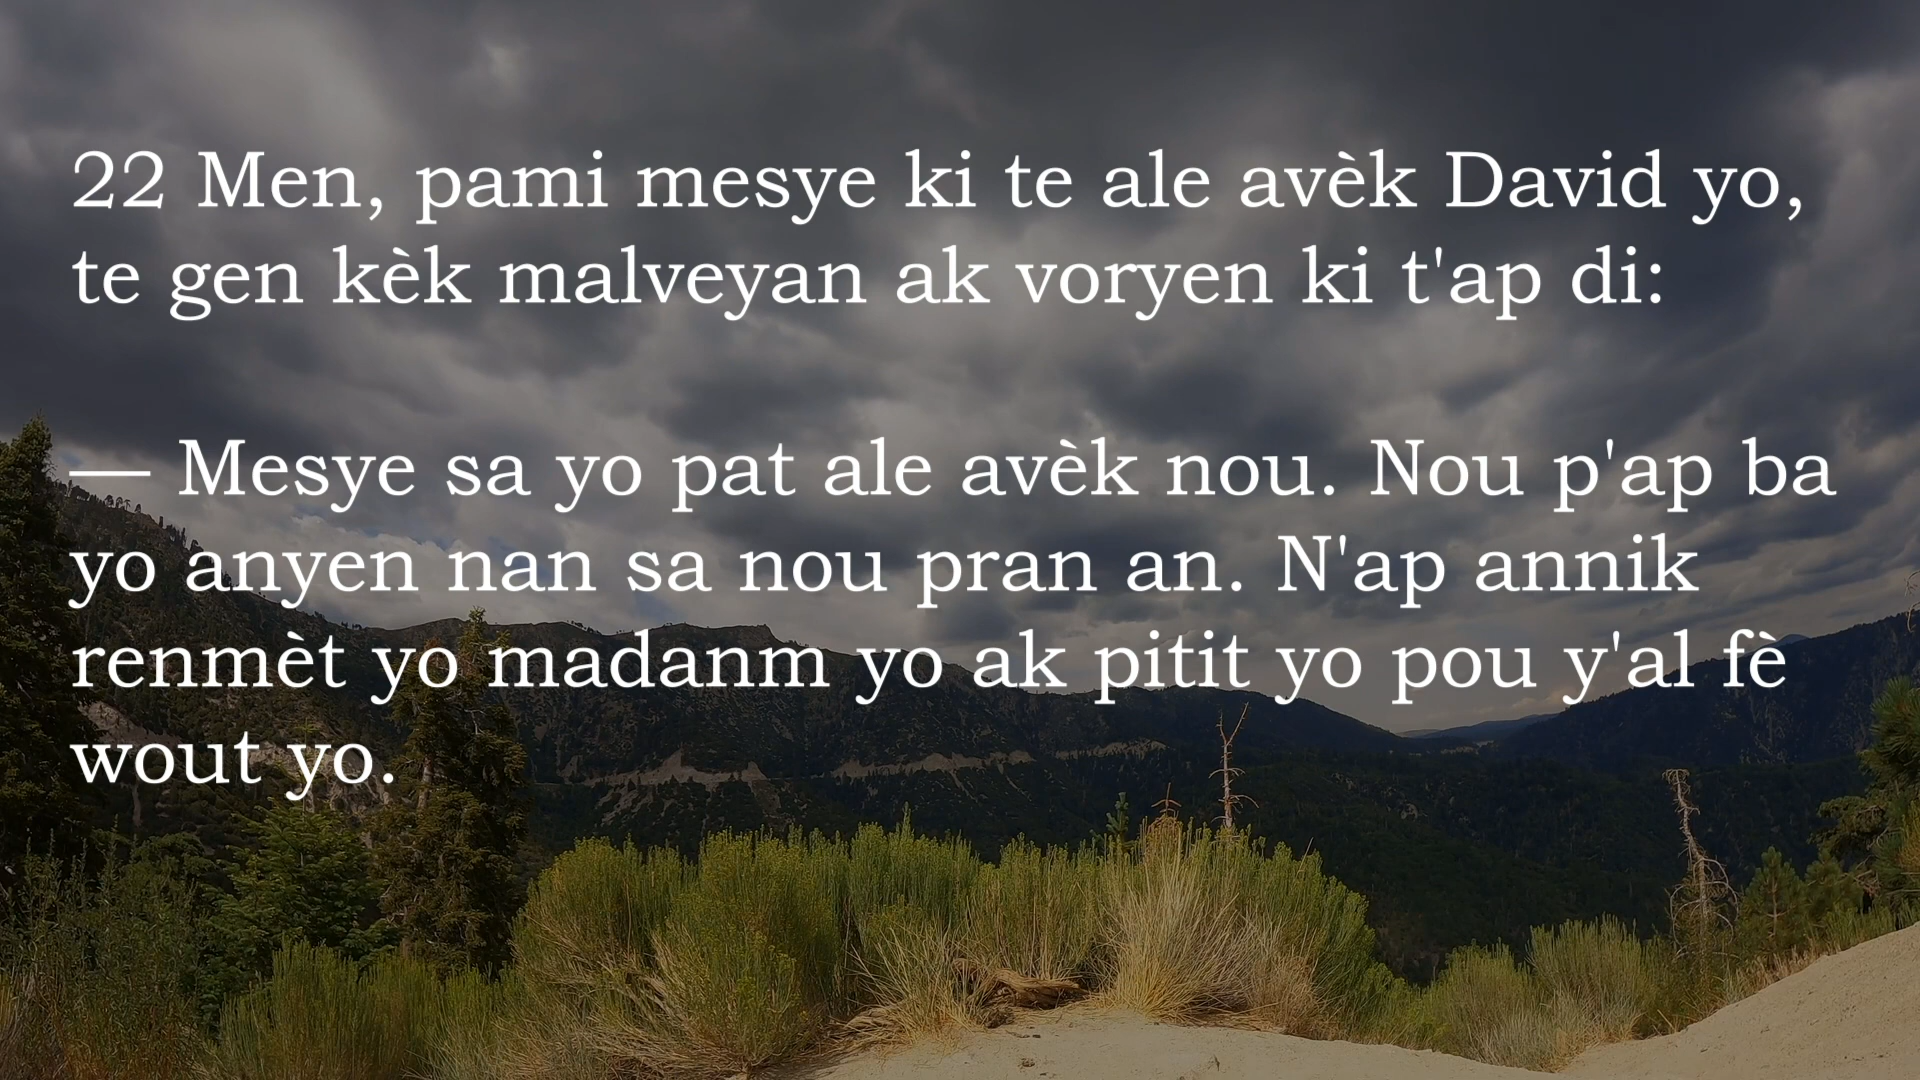 22 Men, pami mesye ki te ale avèk David yo,
te gen kèk malveyan ak voryen ki t'ap di:
— Mesye sa yo pat ale avèk nou. Nou p'ap ba
yo anyen nan sa nou pran an. N'ap annik
renmèt yo madanm yo ak pitit yo pou y'al fè
wout yo.